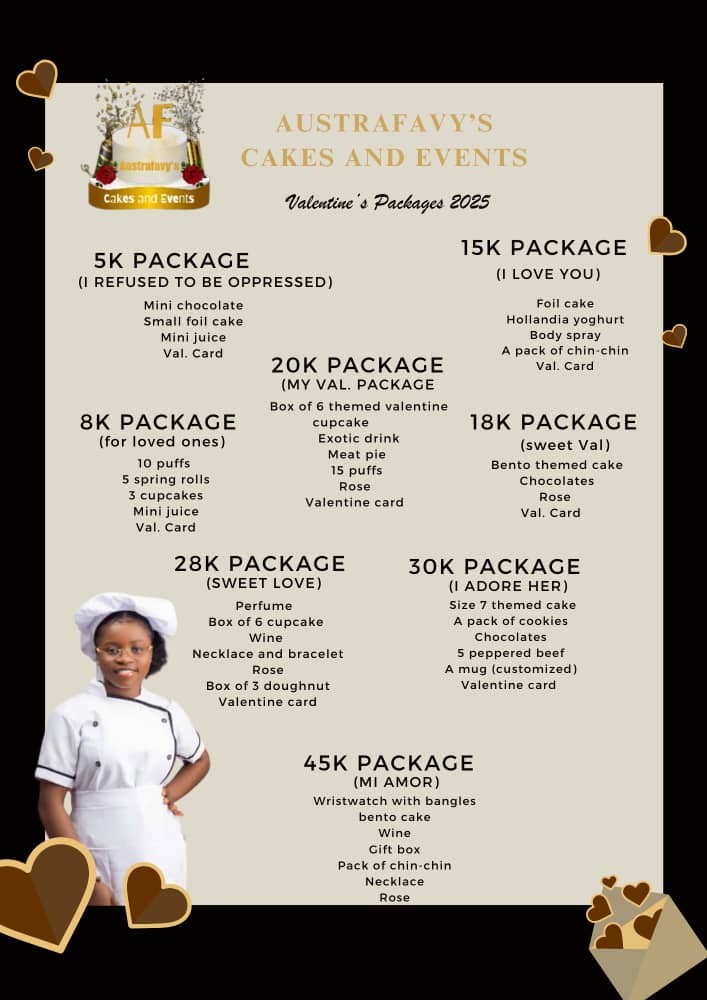 AF
Austrafavy's
Cakes and Events
AUSTRAFAVY'S
CAKES AND EVENTS
Valentine's Packages 2025
5K PACKAGE
(I REFUSED TO BE OPPRESSED)
Mini chocolate
Small foil cake
Mini juice
Val. Card
15K PACKAGE
(I LOVE YOU)
Foil cake
Hollandia yoghurt
Body spray
A pack of chin-chin
Val. Card
20K PACKAGE
(MY VAL. PACKAGE
Box of 6 themed valentine
cupcake
Exotic drink
Meat pie
15 puffs
Rose
Valentine card
8K PACKAGE
(for loved ones)
10 puffs
5 spring rolls
3 cupcakes
Mini juice
Val. Card
18K PACKAGE
(sweet Val)
Bento themed cake
Chocolates
Rose
Val. Card
28K PACKAGE
(SWEET LOVE)
Perfume
Box of 6 cupcake
Wine
Necklace and bracelet
Rose
Box of 3 doughnut
Valentine card
30K PACKAGE
(I ADORE HER)
Size 7 themed cake
A pack of cookies
Chocolates
5 peppered beef
A mug (customized)
Valentine card
45K PACKAGE
(MI AMOR)
Wristwatch with bangles
bento cake
Wine
Gift box
Pack of chin-chin
Necklace
Rose